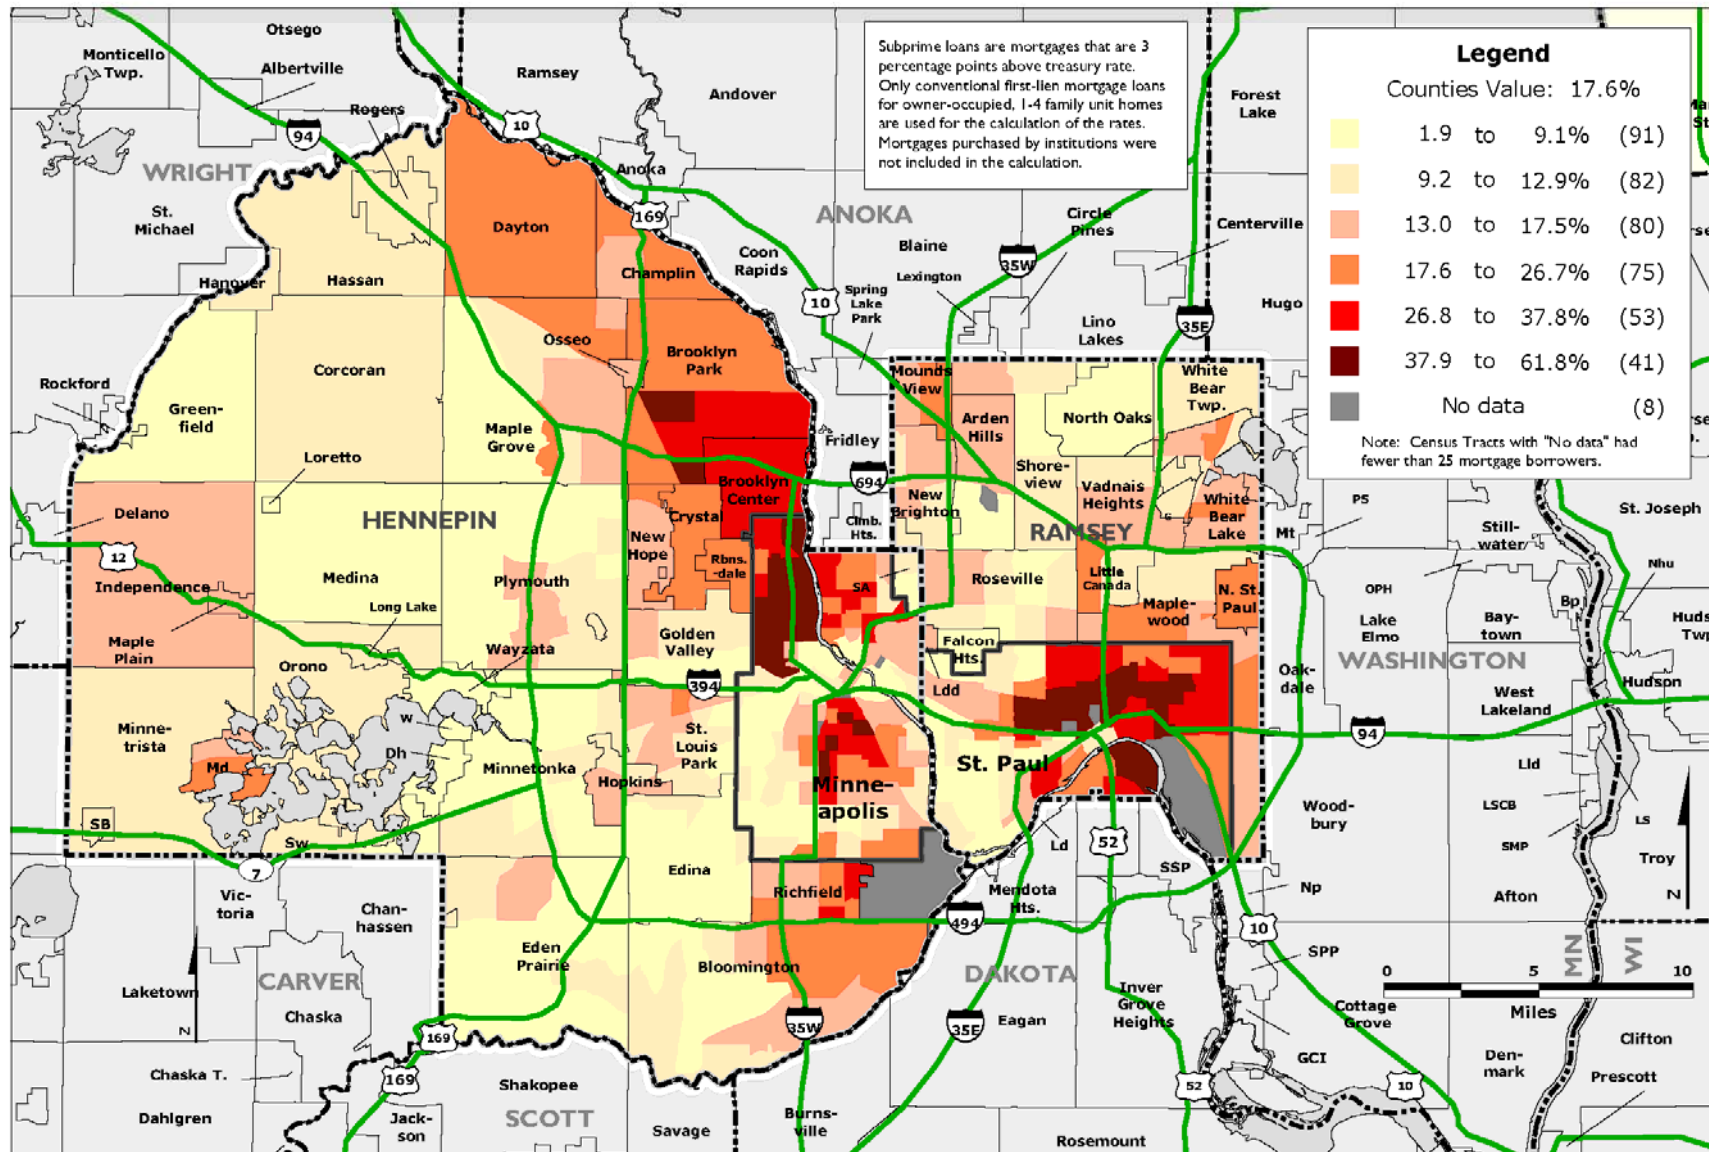 Otsego
Monticello
Twp.
Albertville
Ramsey
Rogers
Andover
Forest
Lake
94
10
WRIGHT
Anoka
St.
Michael
169
Dayton
ANOKA
Circle
Pines
Centerville
Hanover
Hassan
Champlin
Coon
Rapids
Blaine
Lexington
35W
Spring
Lake
Park
10
Hugo
Lino
Lakes
35E
Subprime loans are mortgages that are 3
percentage points above treasury rate.
Only conventional first-lien mortgage loans
for owner-occupied, 1-4 family unit homes
are used for the calculation of the rates.
Mortgages purchased by institutions were
not included in the calculation.
Legend
Counties Value: 17.6%
1.9 to 9.1% (91)
9.2 to 12.9% (82)
13.0 to 17.5% (80)
17.6 to 26.7% (75)
26.8 to 37.8% (53)
37.9 to 61.8% (41)
No data (8)
Note: Census Tracts with "No data" had
fewer than 25 mortgage borrowers.
Osseo
Brooklyn
Park
Corcoran
Rockford
Green-
field
Mounds
View
White
Bear
Twp.
North Oaks
Arden
Hills
Maple
Grove
Fridley
Loretto
694
Shore-
view
Brooklyn
Center
Vadnais
Heights
New
Brighton
White
Bear
Lake
PS
St. Joseph
Delano
HENNEPIN
Crystal
Clmb.
Hts.
RAMSEY
Mt
Still-
water
12
New
Hope
Rbns.
-dale
Nhu
Independence
Medina
Plymouth
SA
Roseville
Little
Canada
N. St.
Paul
OPH
Bp
Long Lake
Maple-
wood
Lake
Elmo
Bay-
town
Huds
Twp
Maple
Plain
Golden
Valley
Falcon
Hts.
Wayzata
Orono
WASHINGTON
394
Ldd
Oak-
dale
Hudson
West
Lakeland
Minne-
trista
w
St.
Louis
Park
94
Dh
Md
Minnetonka
St. Paul
Lld
Hopkins
Minne-
apolis
Wood-
bury
LSCB
LS
SB
Sw
Ld
52
SMP
Troy
7
Edina
SSP
Richfield
Mendota
Hts.
Np
Afton
N
Vic-
toria
Chan-
hassen
494
10
Eden
Prairie
SPP
MN
WI
Bloomington
DAKOTA
CARVER
0 5 10
Miles
Laketown
Inver
Grove
Heights
Cottage
Grove
Chaska
N
169
35W
35E
Eagan
Clifton
GCI
Den-
mark
Chaska T.
169
Shakopee
52
10
Prescott
Dahlgren
Jack-
son
SCOTT
Savage
Burns-
ville
Rosemount